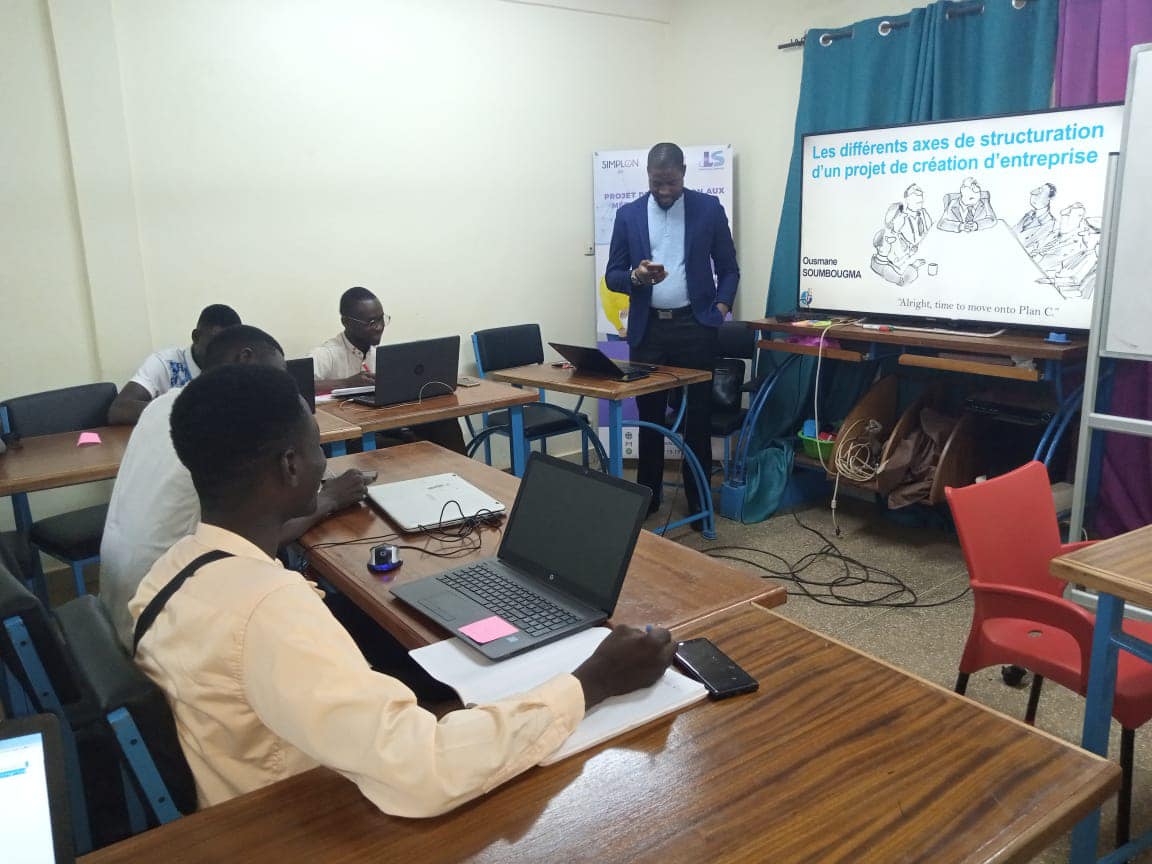 SIMPLON
LS
Les différents axes de structuration
d'un projet de création d'entreprise
Ousmane
SOUMBOUGMA
"Alright, time to move onto Plan C."